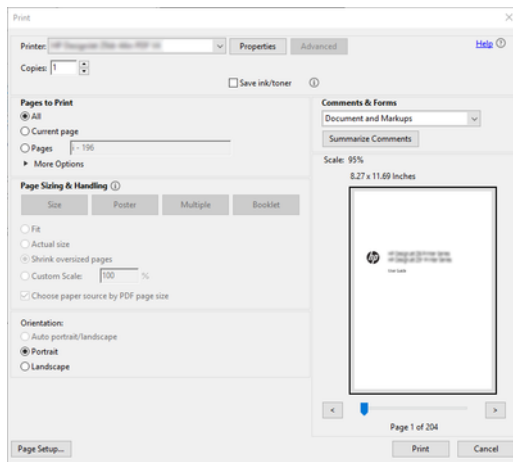 Print
Printer:
Properties
Advanced
Help
Copies: 1
Save ink/toner
Pages to Print
All
Current page
Pages - 196
More Options
Comments & Forms
Document and Markups
Summarize Comments
Scale: 95%
8.27 x 11.69 Inches
Page Sizing & Handling
Size
Poster
Multiple
Booklet
Fit
Actual size
Shrink oversized pages
Custom Scale: 100 %
Choose paper source by PDF page size
Orientation:
Auto portrait/landscape
Portrait
Landscape
hp
User Guide
<
>
Page 1 of 204
Page Setup...
Print
Cancel